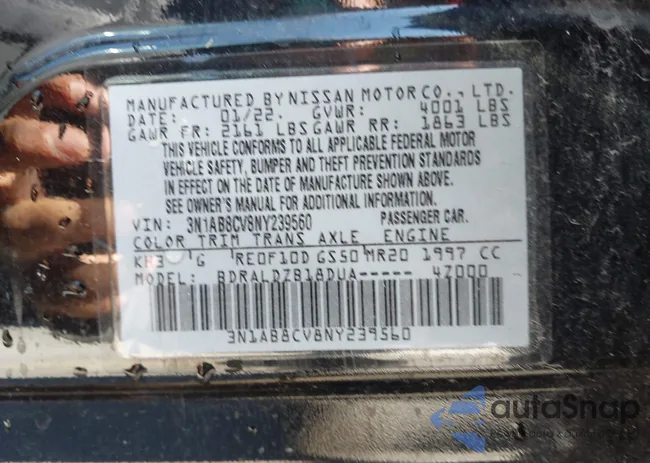 MANUFACTURED BY NISSAN MOTOR CO., LTD.
DATE: 01/22. GVWR: 4001 LBS
GAWR FR: 2161 LBS GAWR RR: 1863 LBS
THIS VEHICLE CONFORMS TO ALL APPLICABLE FEDERAL MOTOR
VEHICLE SAFETY, BUMPER AND THEFT PREVENTION STANDARDS
IN EFFECT ON THE DATE OF MANUFACTURE SHOWN ABOVE.
SEE OWNER'S MANUAL FOR ADDITIONAL INFORMATION.
VIN: 3N1AB8CV8NY239560 PASSENGER CAR.
COLOR TRIM TRANS AXLE ENGINE
KH3 G RE0F10D GS50 MR20 1997 CC
MODEL: BDRALDZB18DUA----- 4Z000
3N1AB8CV8NY239560
autoSnap